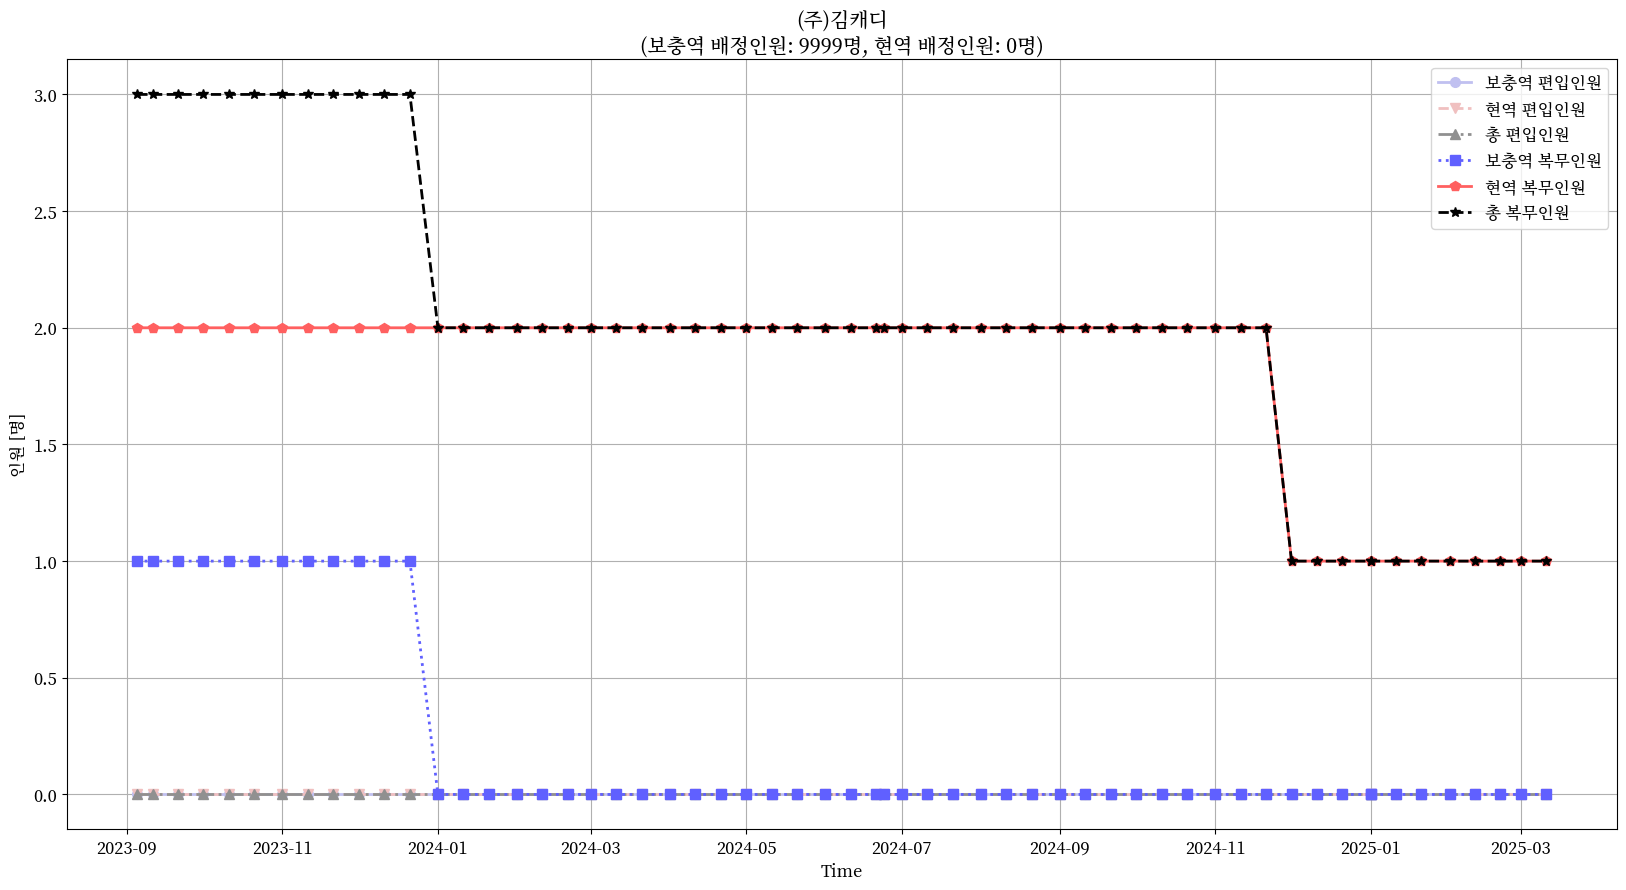 (주)김캐디
(보충역 배정인원: 9999명, 현역 배정인원: 0명)
보충역 편입인원
현역 편입인원
총 편입인원
보충역 복무인원
현역 복무인원
총 복무인원
인원 [명]
3.0
2.5
2.0
1.5
1.0
0.5
0.0
2023-09 2023-11 2024-01 2024-03 2024-05 2024-07 2024-09 2024-11 2025-01 2025-03
Time